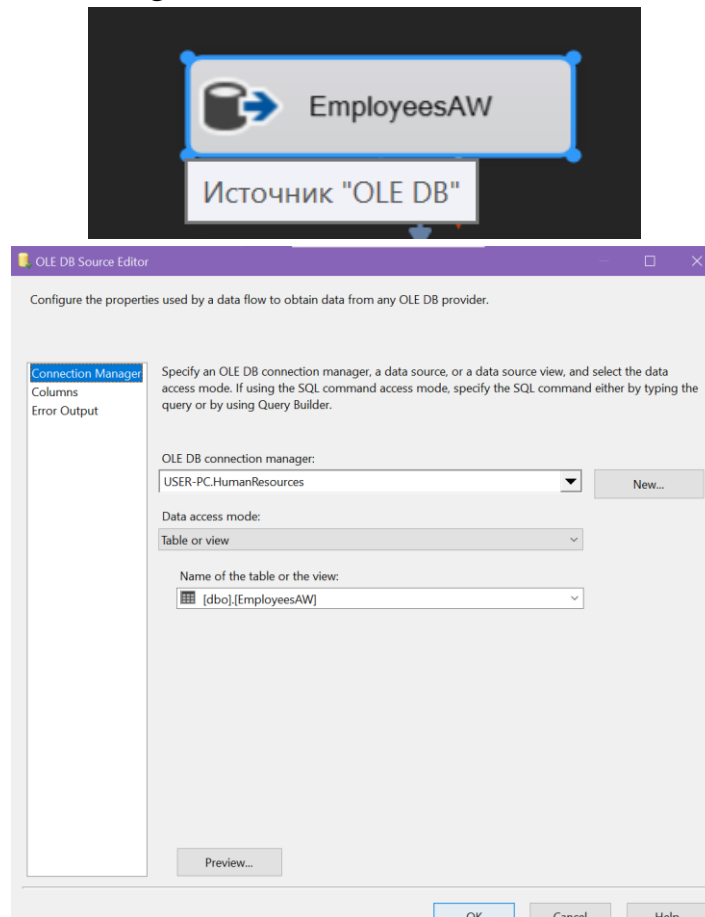 EmployeesAW
Источник "OLE DB"
OLE DB Source Editor
Configure the properties used by a data flow to obtain data from any OLE DB provider.
Connection Manager
Columns
Error Output
Specify an OLE DB connection manager, a data source, or a data source view, and select the data
access mode. If using the SQL command access mode, specify the SQL command either by typing the
query or by using Query Builder.
OLE DB connection manager:
USER-PC.HumanResources
New...
Data access mode:
Table or view
Name of the table or the view:
[dbo].[EmployeesAW]
Preview...
OK
Cancel
Help